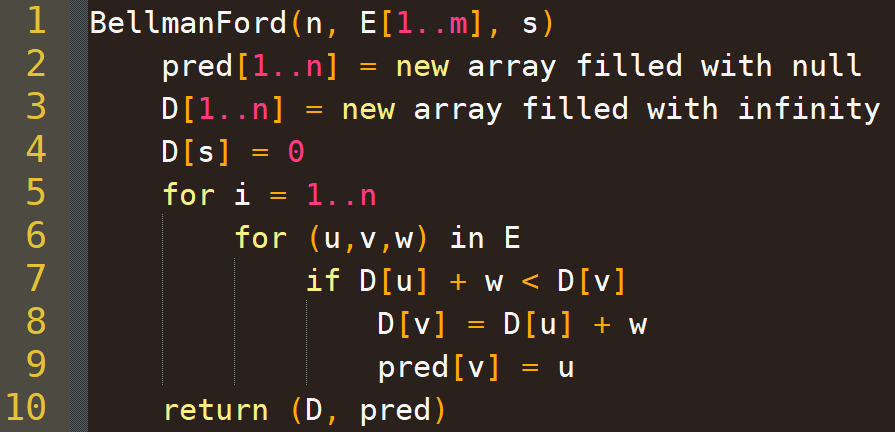 1 BellmanFord(n, E[1..m], s)
2     pred[1..n] = new array filled with null
3     D[1..n] = new array filled with infinity
4     D[s] = 0
5     for i = 1..n
6         for (u,v,w) in E
7             if D[u] + w < D[v]
8                 D[v] = D[u] + w
9                 pred[v] = u
10     return (D, pred)